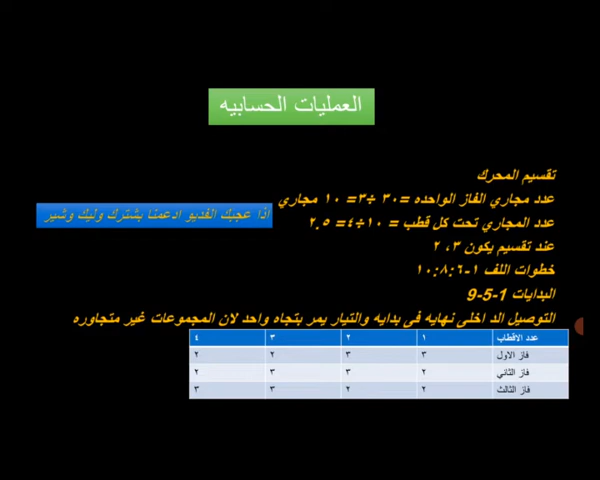 العمليات الحسابيه
تقسيم المحرك
عدد مجاري الفاز الواحده =٣٠ ÷٣= ١٠ مجاري
اذا عجبك الفديو ادعمنا بشترك وليك وشير
عدد المجاري تحت كل قطب = ١٠÷٤= ٢.٥
عند تقسيم يكون ٣، ٢
خطوات اللف ١-٦:٨:١٠
البدايات 1-5-9
التوصيل الد اخلى نهايه في بدايه والتيار يمر بتجاه واحد لان المجموعات غير متجاوره
عدد الاقطاب ١ ٢ ٣ ٤
فاز الاول ٣ ٣ ٢ ٢
فاز الثاني ٢ ٣ ٣ ٢
فاز الثالث ٢ ٢ ٣ ٣